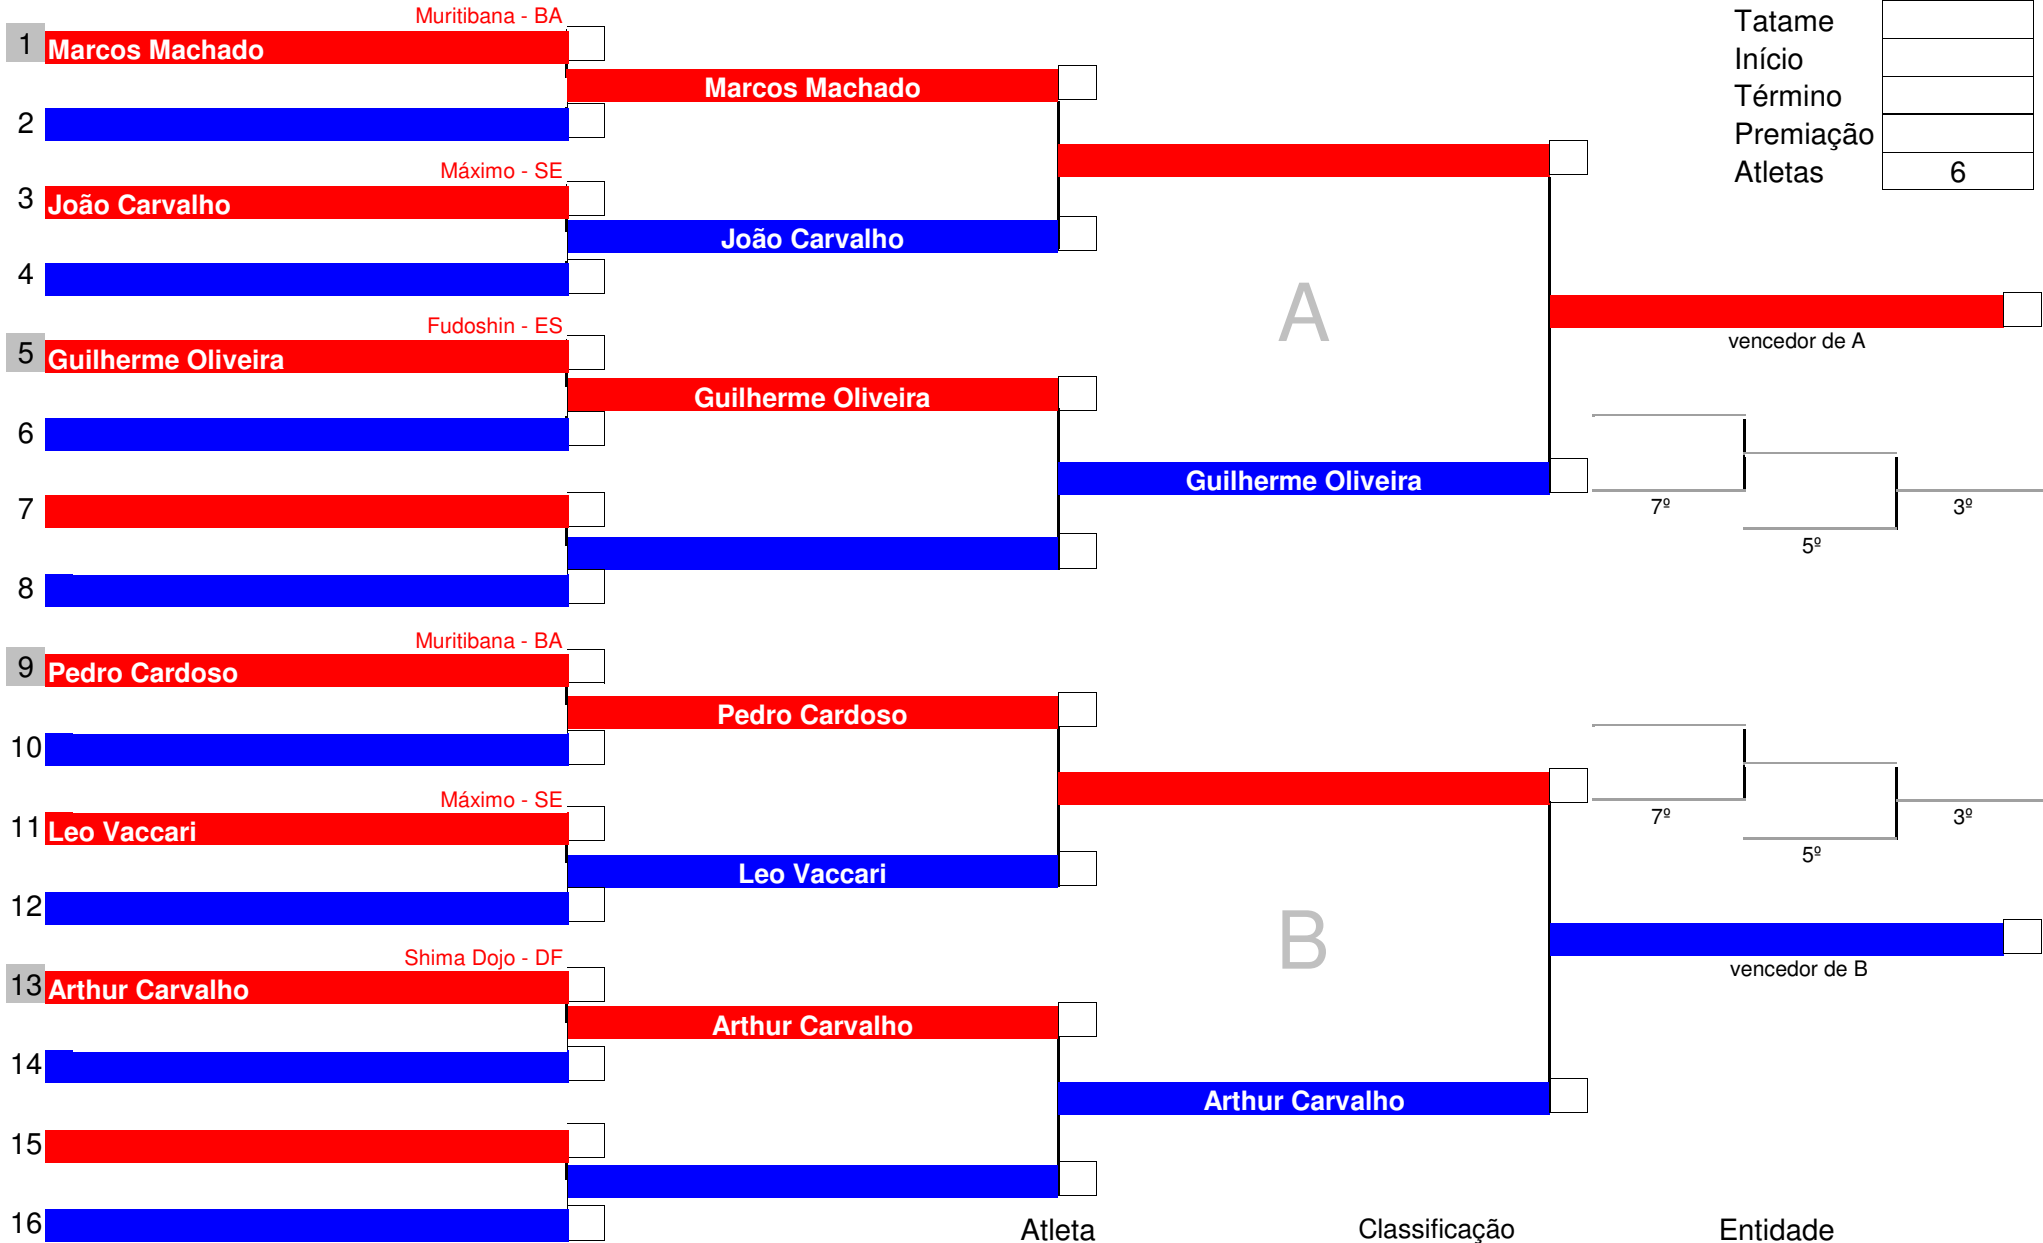 Muritibana - BA
1 Marcos Machado
Marcos Machado
2
Máximo - SE
3 João Carvalho
João Carvalho
4
Fudoshin - ES
5 Guilherme Oliveira
Guilherme Oliveira
6
Guilherme Oliveira
7
8
A
Muritibana - BA
9 Pedro Cardoso
Pedro Cardoso
10
Máximo - SE
11 Leo Vaccari
Leo Vaccari
12
Shima Dojo - DF
13 Arthur Carvalho
Arthur Carvalho
14
Arthur Carvalho
15
16
B
Tatame
Início
Término
Premiação
Atletas 6
vencedor de A
7º 3º
5º
7º 3º
5º
vencedor de B
Atleta Classificação Entidade